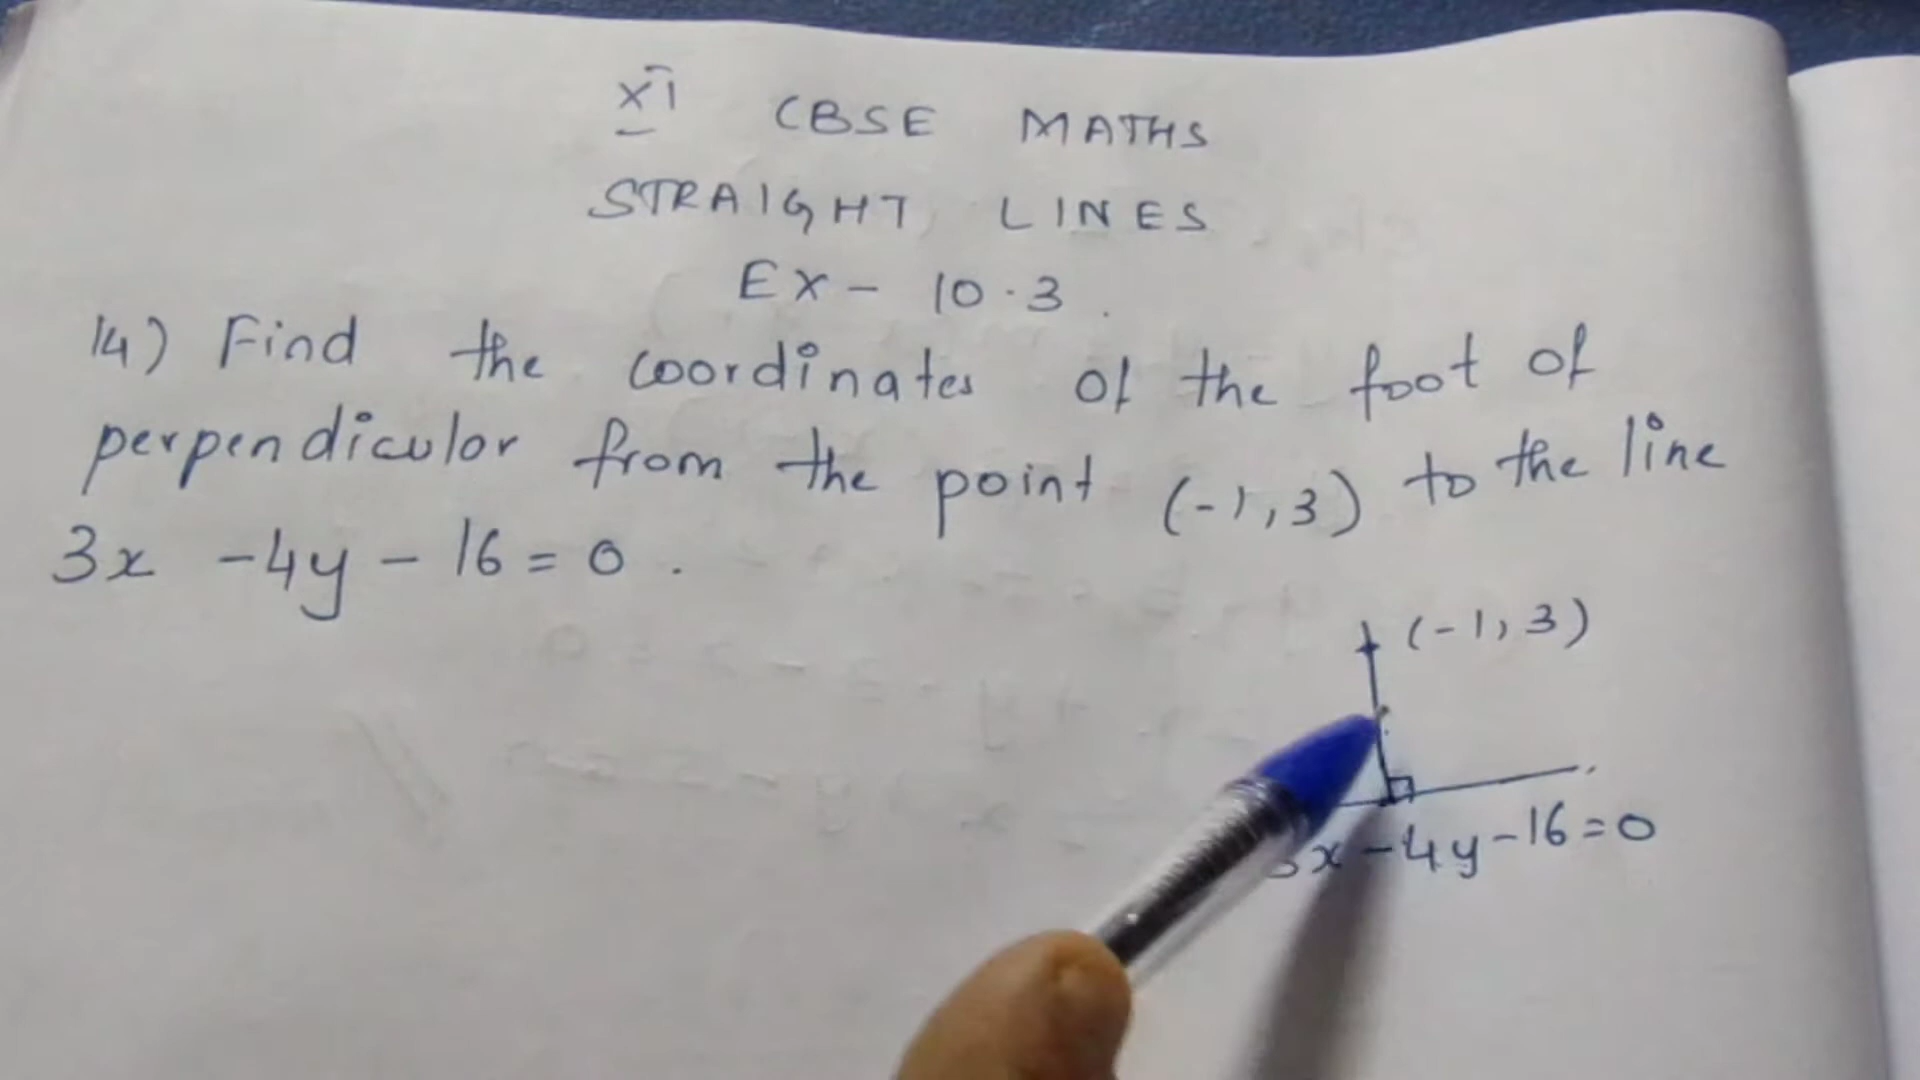 XI CBSE MATHS
STRAIGHT LINES
EX - 10.3.
14) Find the coordinates of the foot of
perpendicular from the point (-1,3) to the line
3x - 4y - 16 = 0.
(-1, 3)
3x - 4y - 16 = 0